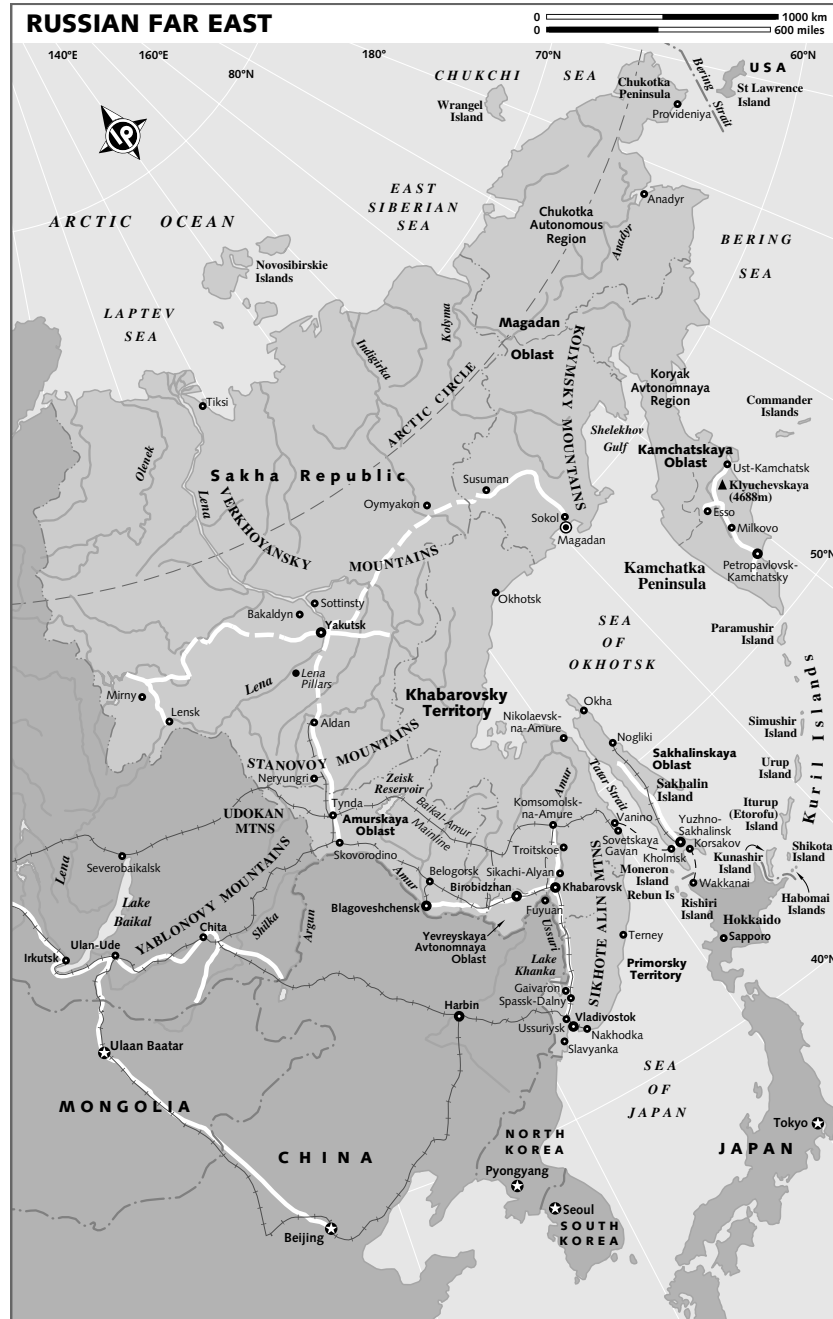 RUSSIAN FAR EAST
0 1000 km
0 600 miles
140°E
160°E
80°N
180°
70°N
60°N
CHUKCHI SEA
Wrangel
Island
Chukotka
Peninsula
Bering Strait
USA
St Lawrence
Island
Provideniya
EAST
SIBERIAN
SEA
ARCTIC OCEAN
Chukotka
Autonomous
Region
Anadyr
Anadyr
BERING
SEA
Novosibirskie
Islands
LAPTEV
SEA
Kolyma
Indigirka
Magadan
Oblast
KOLYMSKY MOUNTAINS
ARCTIC CIRCLE
Koryak
Avtonomnaya
Region
Commander
Islands
Tiksi
Olenek
Shelekhov
Gulf
Kamchatskaya
Oblast
Ust-Kamchatsk
Klyuchevskaya
(4688m)
Sakha Republic
Susuman
Oymyakon
Lena
VERKHOYANSKY
MOUNTAINS
Sokol
Magadan
Esso
Milkovo
50°N
Petropavlovsk-
Kamchatsky
Kamchatka
Peninsula
Okhotsk
Sottinsty
Bakaldyn
Yakutsk
SEA
OF
OKHOTSK
Paramushir
Island
Lena
Pillars
Lena
Mirny
Lensk
Khabarovsky
Territory
Okha
Nikolaevsk-
na-Amure
Nogliki
Simushir
Island
Kuril Islands
Aldan
STANOVOY MOUNTAINS
Neryungri
Zeisk
Reservoir
Amur
Tatar Strait
Sakhalinskaya
Oblast
Sakhalin
Island
Urup
Island
UDOKAN
MTNS
Tynda
Amurskaya
Oblast
Baikal-Amur
Mainline
Komsomolsk-
na-Amure
Vanino
Sovetskaya
Gavan
Yuzhno-
Sakhalinsk
Korsakov
Kholmsk
Iturup
(Etorofu)
Island
Kunashir
Island
Shikotan
Island
Skovorodino
Troitskoe
Lena
Severobaikalsk
Amur
Belogorsk
Sikachi-Alyan
Birobidzhan
Khabarovsk
Moneron
Island
Rebun Is
Wakkanai
Rishiri
Island
Habomai
Islands
Lake
Baikal
YABLONOVY MOUNTAINS
Blagoveshchensk
Fuyuan
SIKHOTE ALIN MTNS
Hokkaido
Sapporo
Shilka
Argun
Chita
Yevreyskaya
Avtonomnaya
Oblast
Ussuri
Terney
Irkutsk
Ulan-Ude
Lake
Khanka
Primorsky
Territory
40°N
Gaivaron
Spassk-Dalny
Harbin
Vladivostok
Ussuriysk
Nakhodka
Slavyanka
Ulaan Baatar
SEA
OF
JAPAN
MONGOLIA
NORTH
KOREA
Tokyo
CHINA
JAPAN
Pyongyang
Seoul
SOUTH
KOREA
Beijing